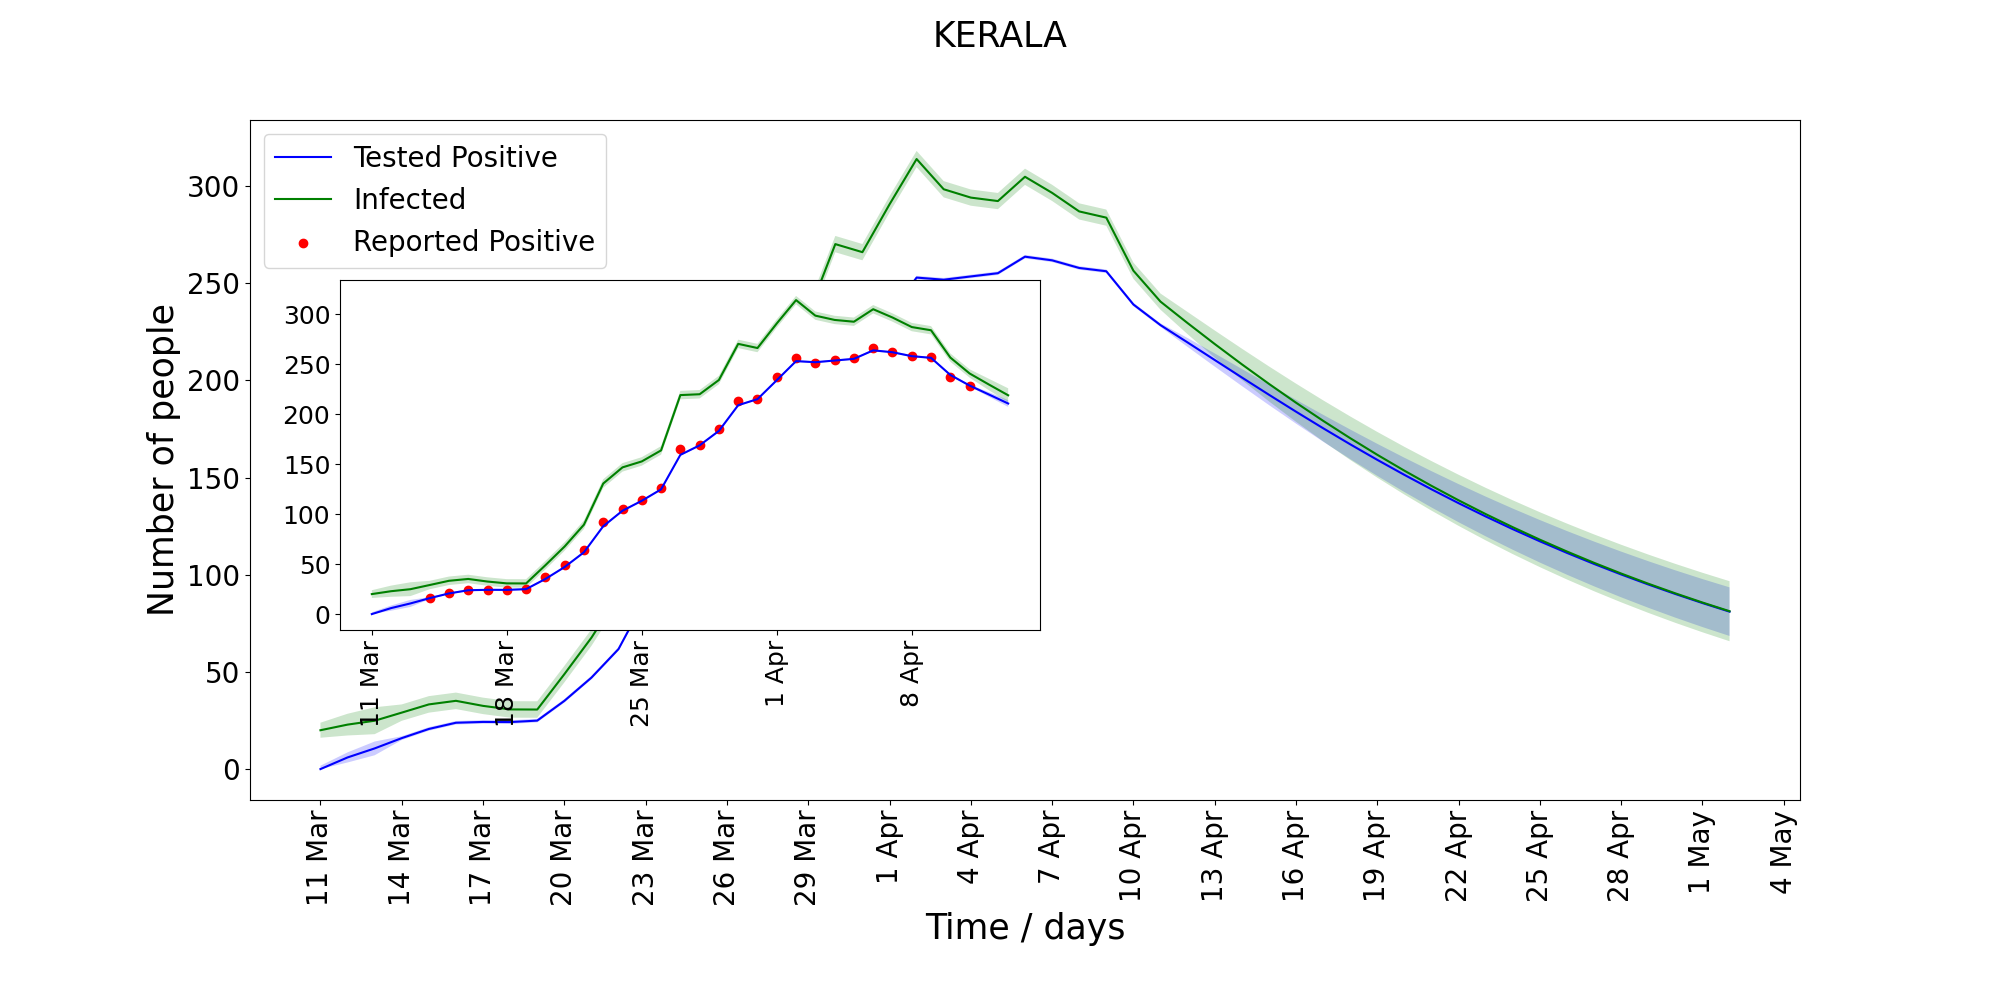 KERALA
Tested Positive
Infected
Reported Positive
Number of people
300
250
200
150
100
50
0
300
250
200
150
100
50
0
11 Mar
18 Mar
25 Mar
1 Apr
8 Apr
11 Mar
14 Mar
17 Mar
20 Mar
23 Mar
26 Mar
29 Mar
1 Apr
4 Apr
7 Apr
10 Apr
13 Apr
16 Apr
19 Apr
22 Apr
25 Apr
28 Apr
1 May
4 May
Time / days